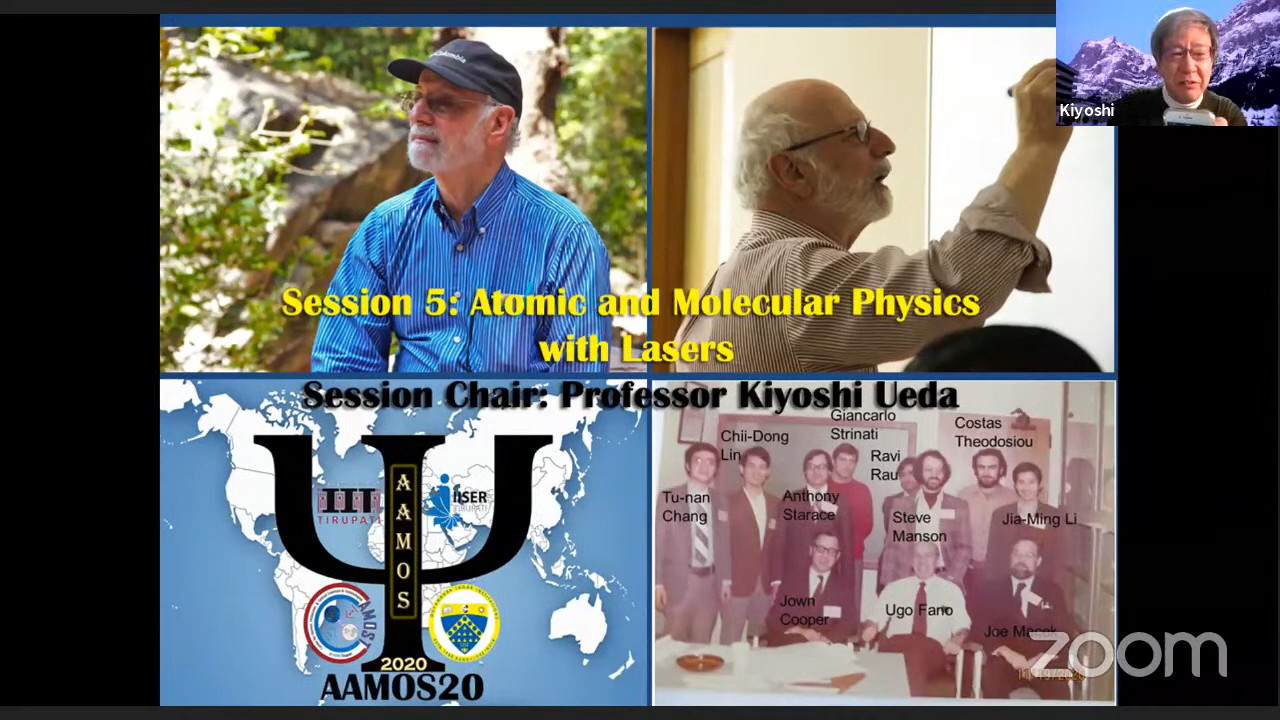 Kiyoshi
Session 5: Atomic and Molecular Physics
with Lasers
Session Chair: Professor Kiyoshi Ueda
Giancarlo
Strinati
Costas
Theodosiou
Chii-Dong
Lin
Ravi
Rau
Tu-nan
Chang
Anthony
Starace
Steve
Manson
Jia-Ming Li
Jown
Cooper
Ugo Fano
Joe Macek
TIRUPATI
IISER
TIRUPATI
AAMOS
2020
AAMOS20
zoom